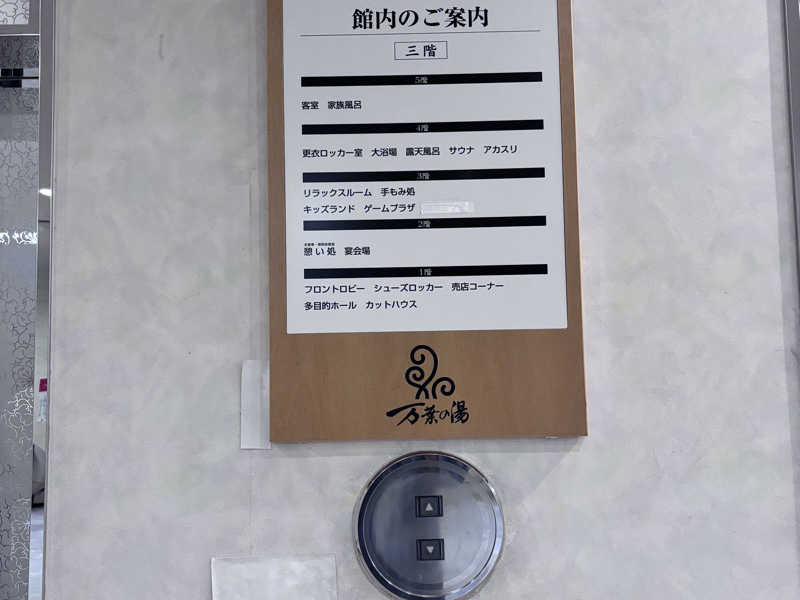 館内のご案内
三階
5階
客室 家族風呂
4階
更衣ロッカー室 大浴場 露天風呂 サウナ アカスリ
3階
リラックスルーム 手もみ処
キッズランド ゲームプラザ
2階
憩い処 宴会場
1階
フロントロビー シューズロッカー 売店コーナー
多目的ホール カットハウス
万葉の湯